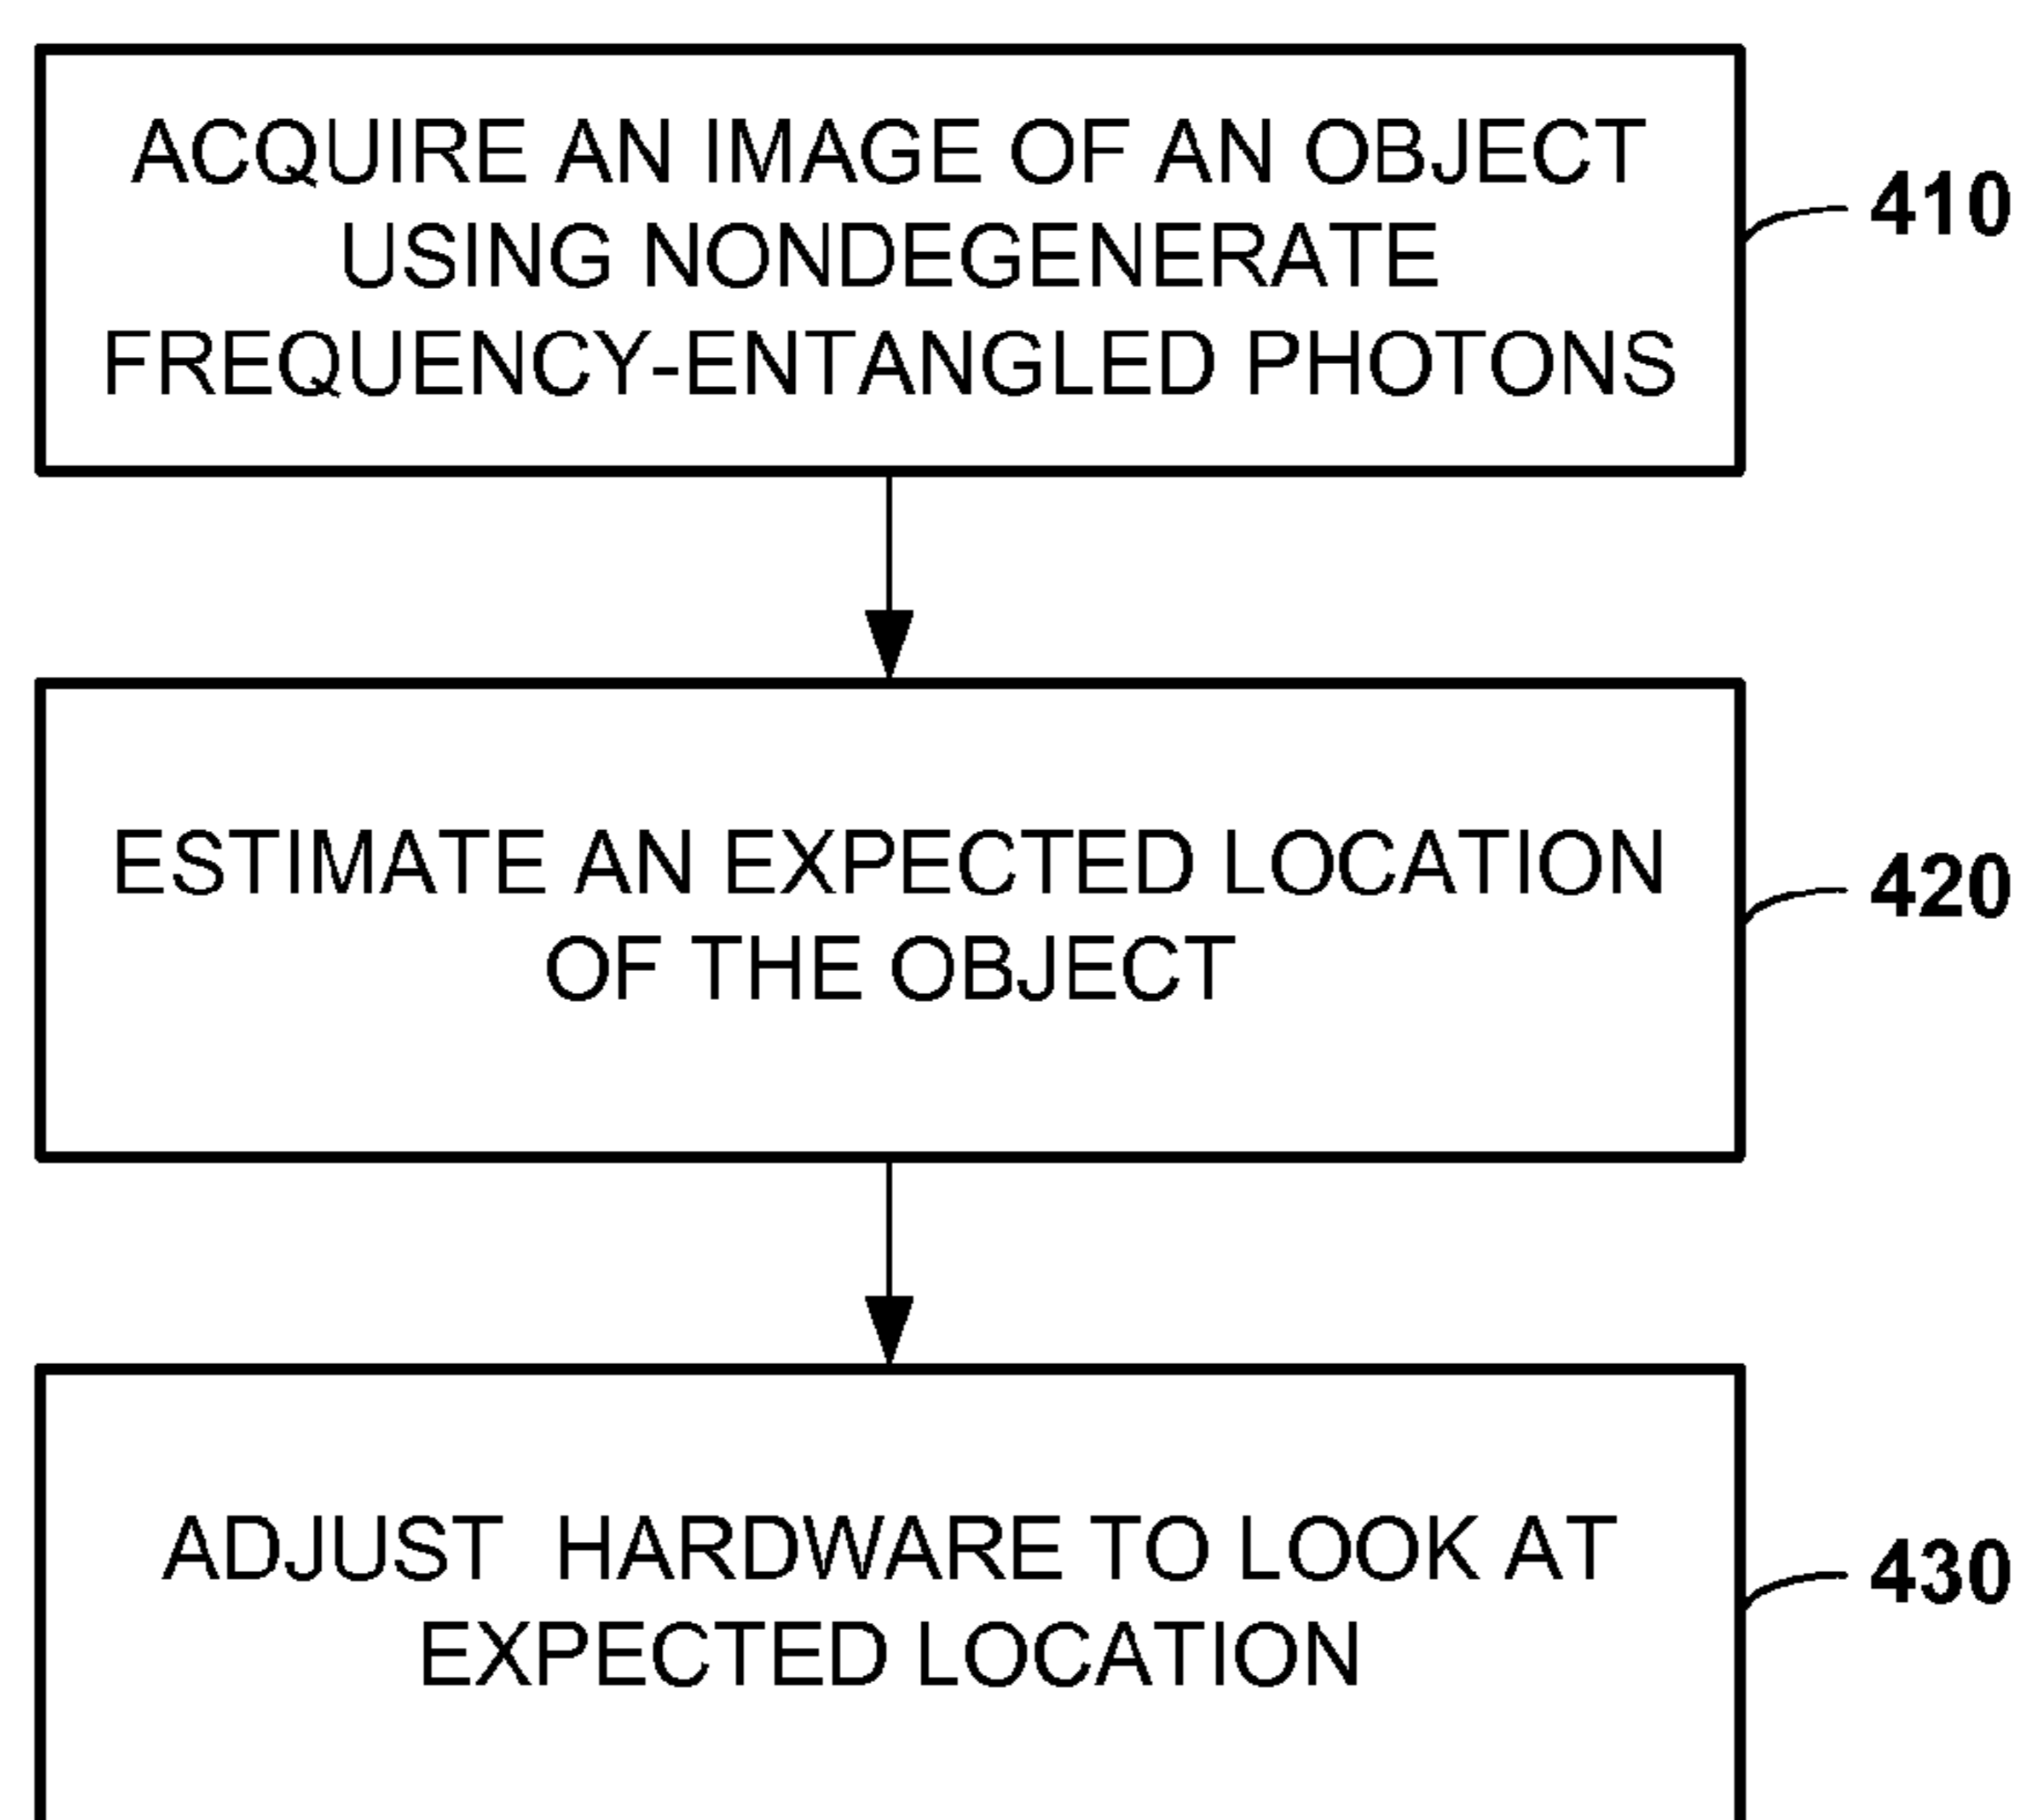 ACQUIRE AN IMAGE OF AN OBJECT
USING NONDEGENERATE
FREQUENCY-ENTANGLED PHOTONS
410
ESTIMATE AN EXPECTED LOCATION
OF THE OBJECT
420
ADJUST  HARDWARE TO LOOK AT
EXPECTED LOCATION
430